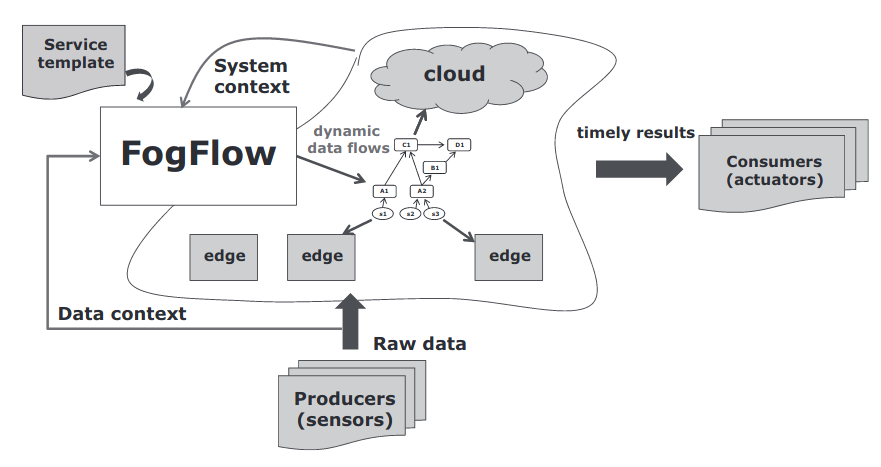 Service
template
System
context
cloud
FogFlow
dynamic
data flows
C1
D1
B1
A1
A2
s1
s2
s3
timely results
Consumers
(actuators)
edge
edge
edge
Data context
Raw data
Producers
(sensors)